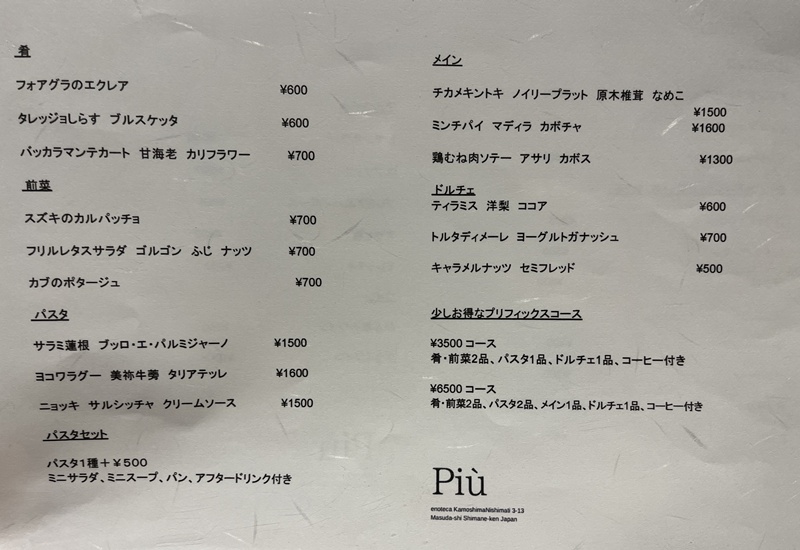 肴
フォアグラのエクレア ¥600
タレッジョしらす ブルスケッタ ¥600
バッカラマンテカート 甘海老 カリフラワー ¥700
前菜
スズキのカルパッチョ ¥700
フリルレタスサラダ ゴルゴン ふじ ナッツ ¥700
カブのポタージュ ¥700
パスタ
サラミ蓮根 ブッロ・エ・パルミジャーノ ¥1500
ヨコワラグー 美祢牛蒡 タリアテッレ ¥1600
ニョッキ サルシッチャ クリームソース ¥1500
パスタセット
パスタ1種+¥500
ミニサラダ、ミニスープ、パン、アフタードリンク付き
メイン
チカメキントキ ノイリープラット 原木椎茸 なめこ
¥1500
ミンチパイ マディラ カボチャ ¥1600
鶏むね肉ソテー アサリ カボス ¥1300
ドルチェ
ティラミス 洋梨 ココア ¥600
トルタディメーレ ヨーグルトガナッシュ ¥700
キャラメルナッツ セミフレッド ¥500
少しお得なプリフィックスコース
¥3500 コース
肴・前菜2品、パスタ1品、ドルチェ1品、コーヒー付き
¥6500 コース
肴・前菜2品、パスタ2品、メイン1品、ドルチェ1品、コーヒー付き
Più
enoteca KamoshimaNishimati 3-13
Masuda-shi Shimane-ken Japan